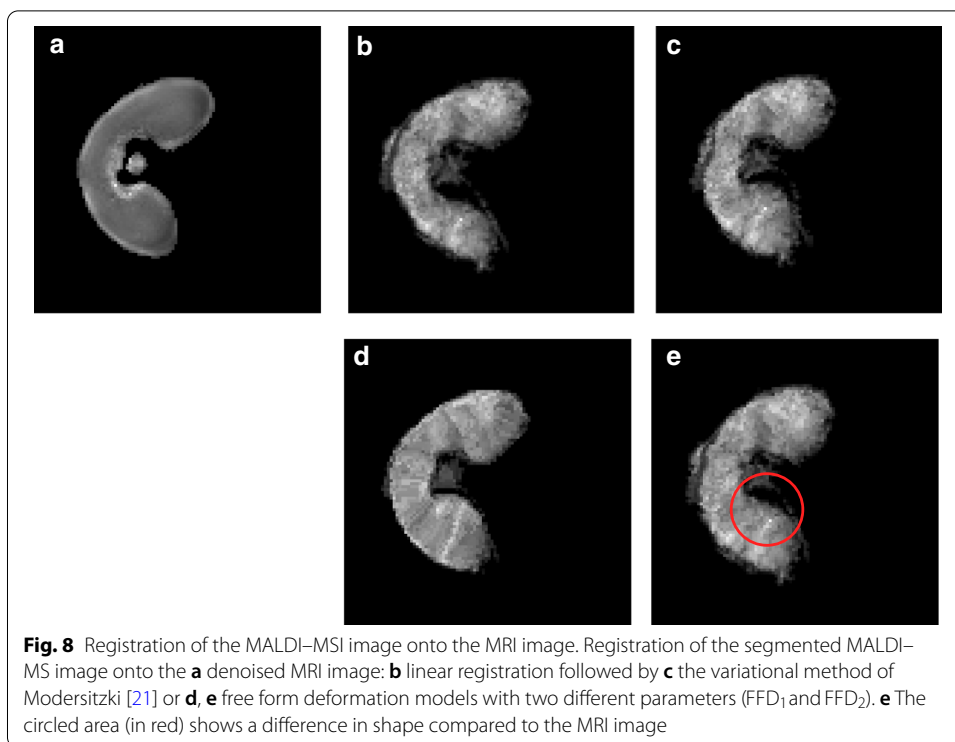 a
b
c
d
e
Fig. 8 Registration of the MALDI–MSI image onto the MRI image. Registration of the segmented MALDI–
MS image onto the a denoised MRI image: b linear registration followed by c the variational method of
Modersitzki [21] or d, e free form deformation models with two different parameters (FFD1 and FFD2). e The
circled area (in red) shows a difference in shape compared to the MRI image